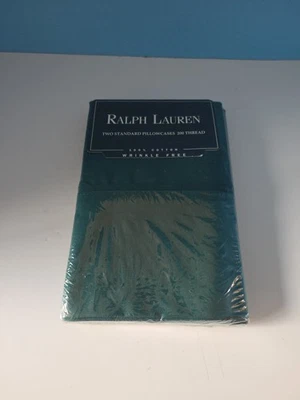 RALPH LAUREN
TWO STANDARD PILLOWCASES 200 THREAD
100% COTTON
WRINKLE FREE